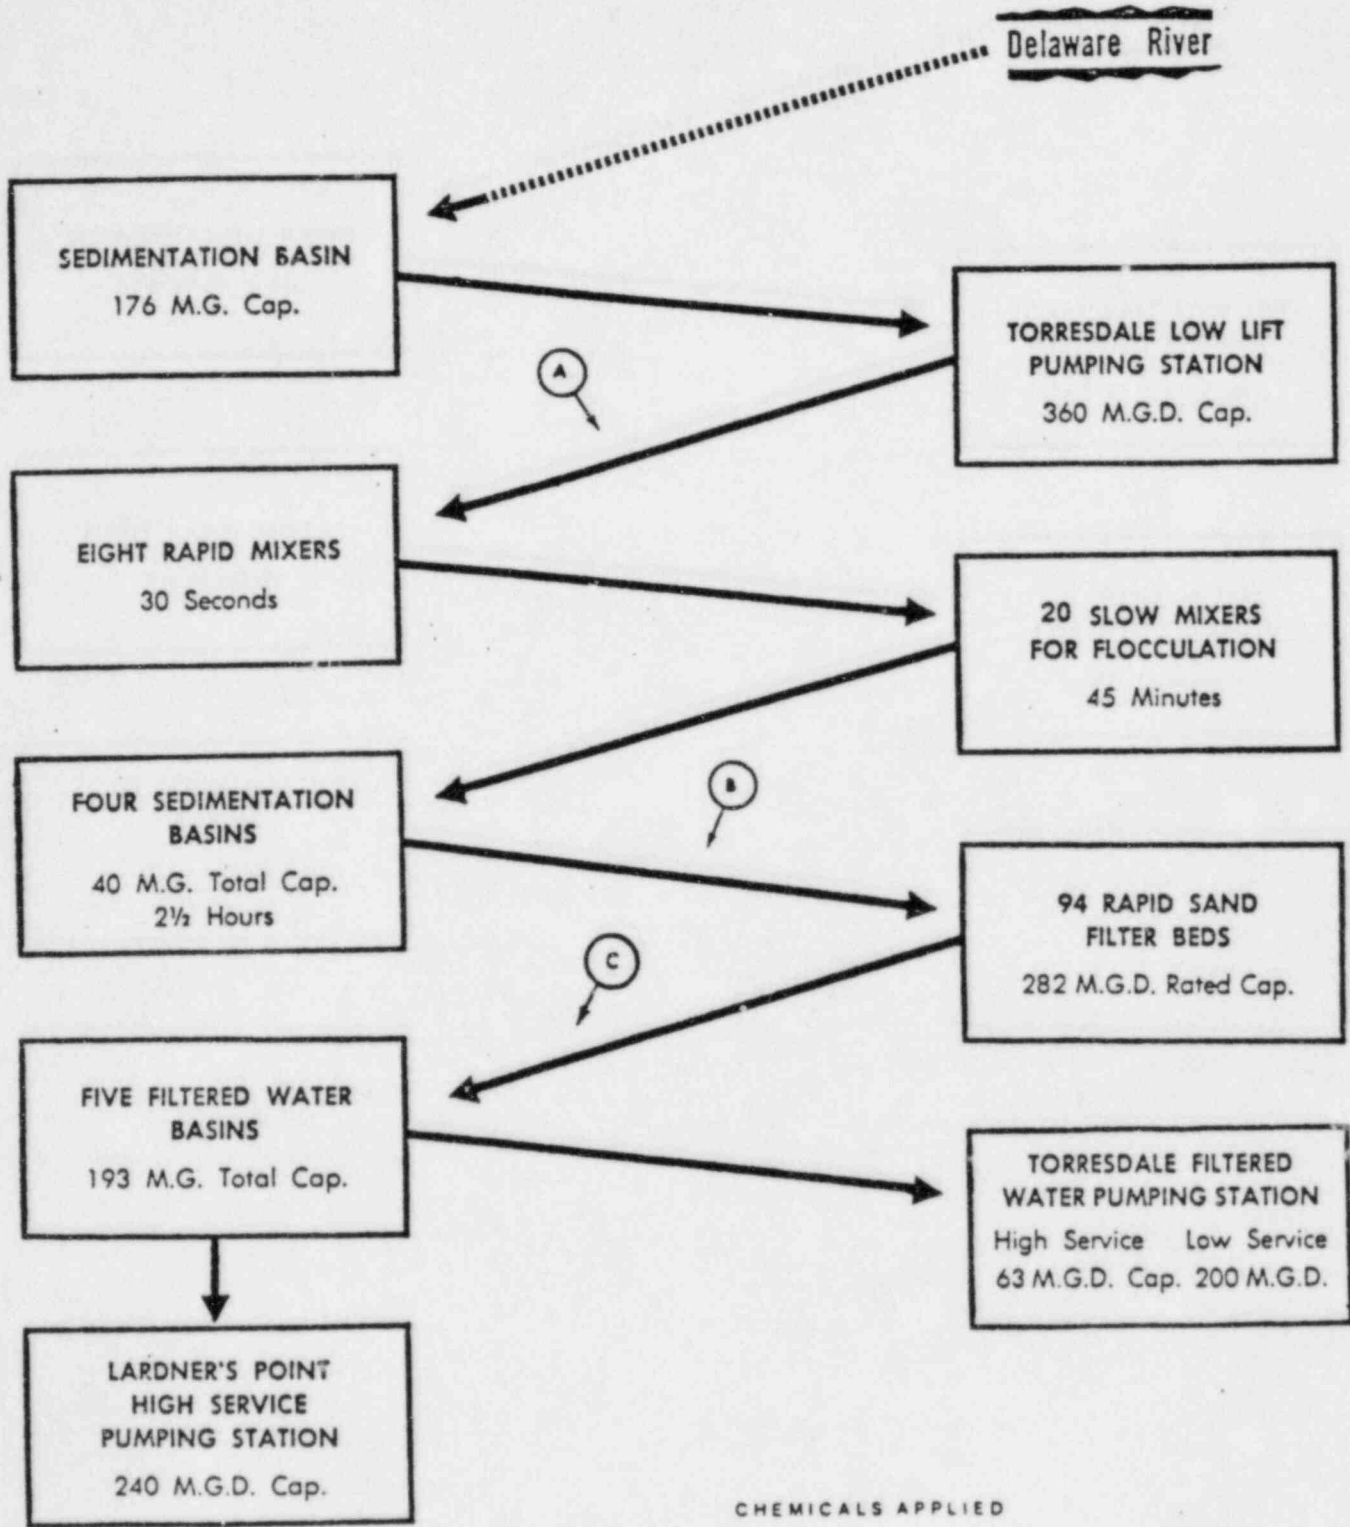 Delaware River
SEDIMENTATION BASIN
176 M.G. Cap.
TORRESDALE LOW LIFT
PUMPING STATION
360 M.G.D. Cap.
A
EIGHT RAPID MIXERS
30 Seconds
20 SLOW MIXERS
FOR FLOCCULATION
45 Minutes
FOUR SEDIMENTATION
BASINS
40 M.G. Total Cap.
2½ Hours
B
94 RAPID SAND
FILTER BEDS
282 M.G.D. Rated Cap.
C
FIVE FILTERED WATER
BASINS
193 M.G. Total Cap.
TORRESDALE FILTERED
WATER PUMPING STATION
High Service Low Service
63 M.G.D. Cap. 200 M.G.D.
LARDNER'S POINT
HIGH SERVICE
PUMPING STATION
240 M.G.D. Cap.
CHEMICALS APPLIED